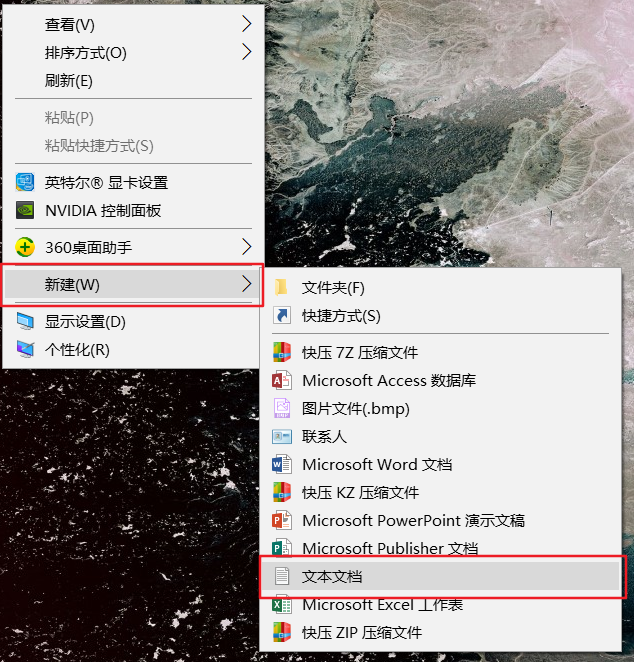 查看(V)
排序方式(O)
刷新(E)
粘贴(P)
粘贴快捷方式(S)
英特尔® 显卡设置
NVIDIA 控制面板
360桌面助手
新建(W)
显示设置(D)
个性化(R)
文件夹(F)
快捷方式(S)
快压 7Z 压缩文件
Microsoft Access 数据库
图片文件(.bmp)
联系人
Microsoft Word 文档
快压 KZ 压缩文件
Microsoft PowerPoint 演示文稿
Microsoft Publisher 文档
文本文档
Microsoft Excel 工作表
快压 ZIP 压缩文件